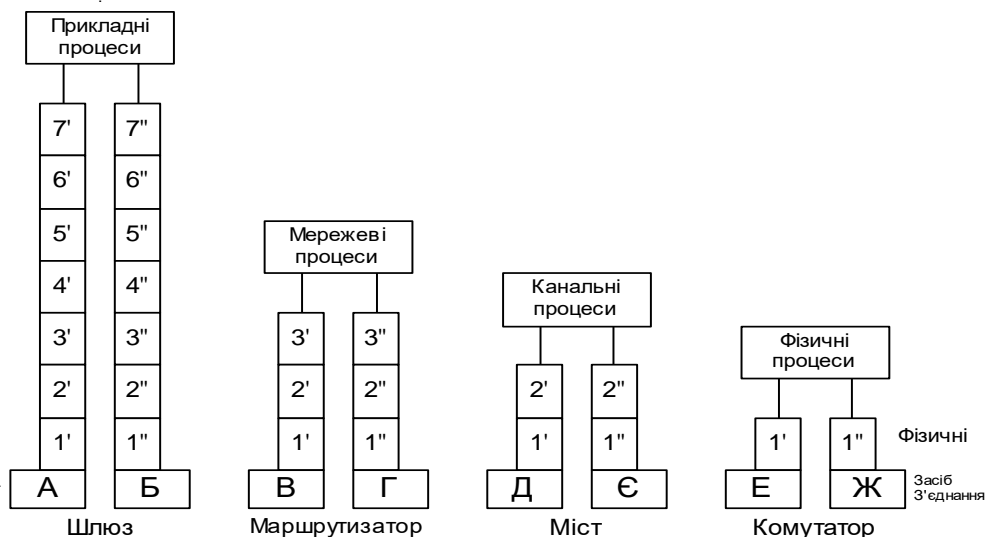 Прикладні
процеси
7' 7"
6' 6"
5' 5"
4' 4"
3' 3"
2' 2"
1' 1"
А Б
Шлюз
Мережеві
процеси
3' 3"
2' 2"
1' 1"
В Г
Маршрутизатор
Канальні
процеси
2' 2"
1' 1"
Д Є
Міст
Фізичні
процеси
1' 1"
Фізичні
Е Ж
Засіб
З'єднання
Комутатор